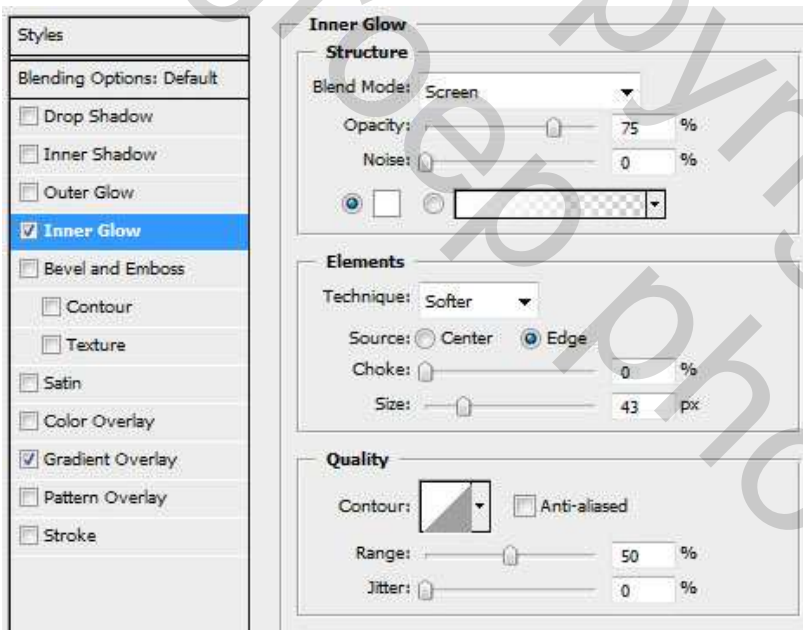 Styles
Blending Options: Default
Drop Shadow
Inner Shadow
Outer Glow
Inner Glow
Bevel and Emboss
Contour
Texture
Satin
Color Overlay
Gradient Overlay
Pattern Overlay
Stroke
Inner Glow
Structure
Blend Mode: Screen
Opacity: 75 %
Noise: 0 %
Elements
Technique: Softer
Source: Center Edge
Choke: 0 %
Size: 43 px
Quality
Contour: Anti-aliased
Range: 50 %
Jitter: 0 %